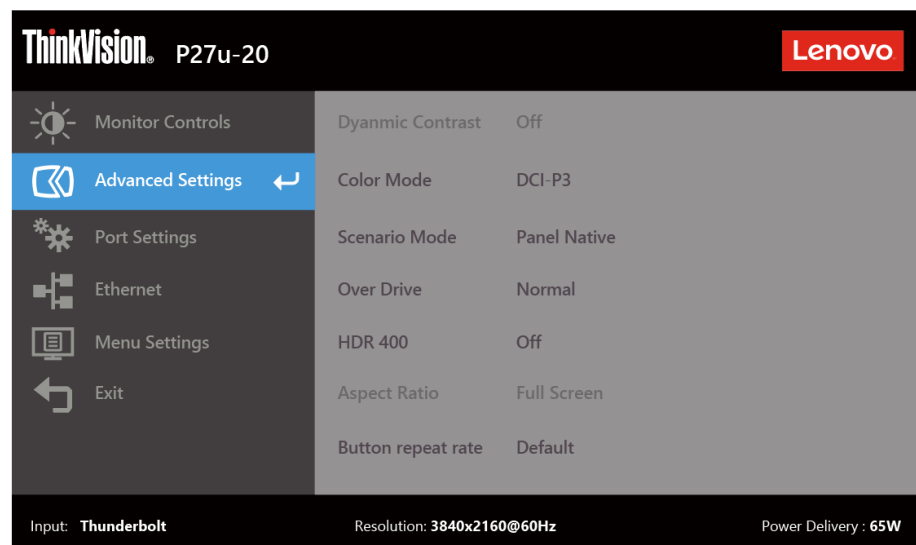 ThinkVision® P27u-20
Lenovo
Monitor Controls
Advanced Settings
Port Settings
Ethernet
Menu Settings
Exit
Dyanmic Contrast Off
Color Mode DCI-P3
Scenario Mode Panel Native
Over Drive Normal
HDR 400 Off
Aspect Ratio Full Screen
Button repeat rate Default
Input: Thunderbolt
Resolution: 3840x2160@60Hz
Power Delivery : 65W